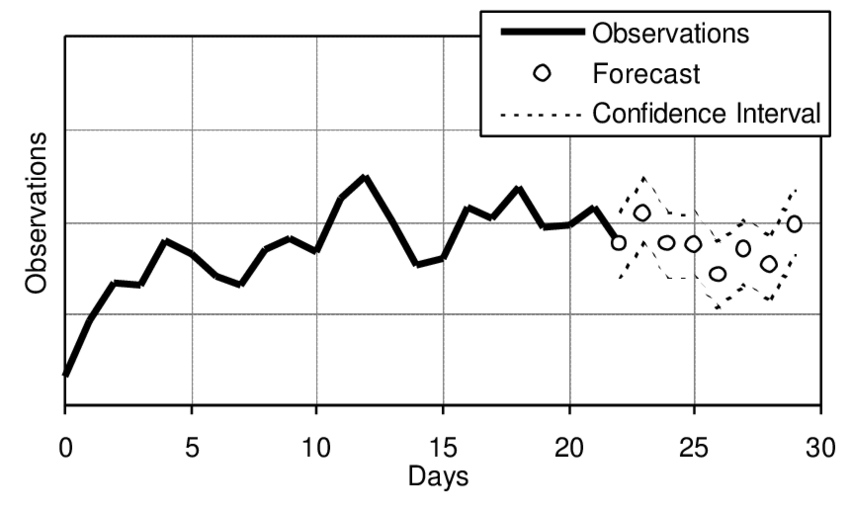 Observations
Forecast
Confidence Interval
Observations
0 5 10 15 20 25 30
Days